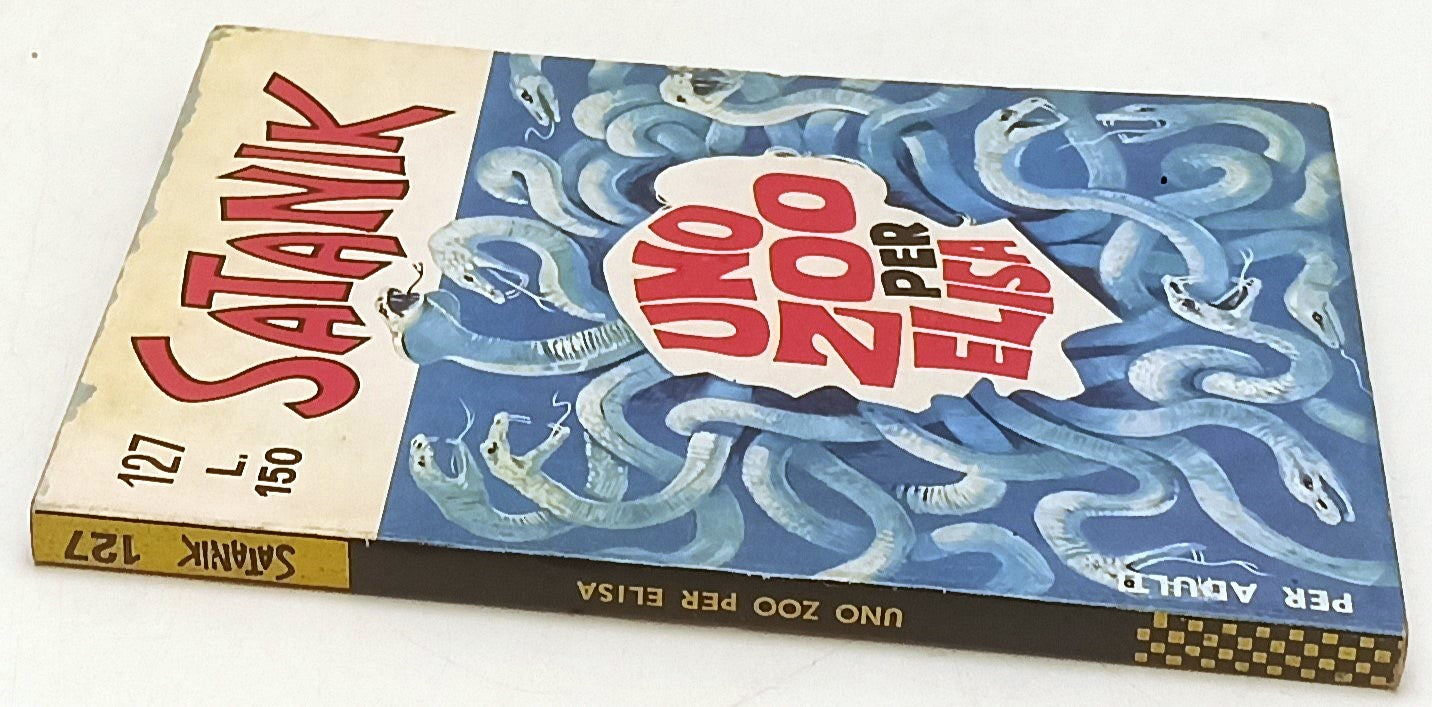 SATANIK
127
L.
150
UNO
ZOO
PER
ELISA
PER ADULTI
127 SATANIK
UNO ZOO PER ELISA